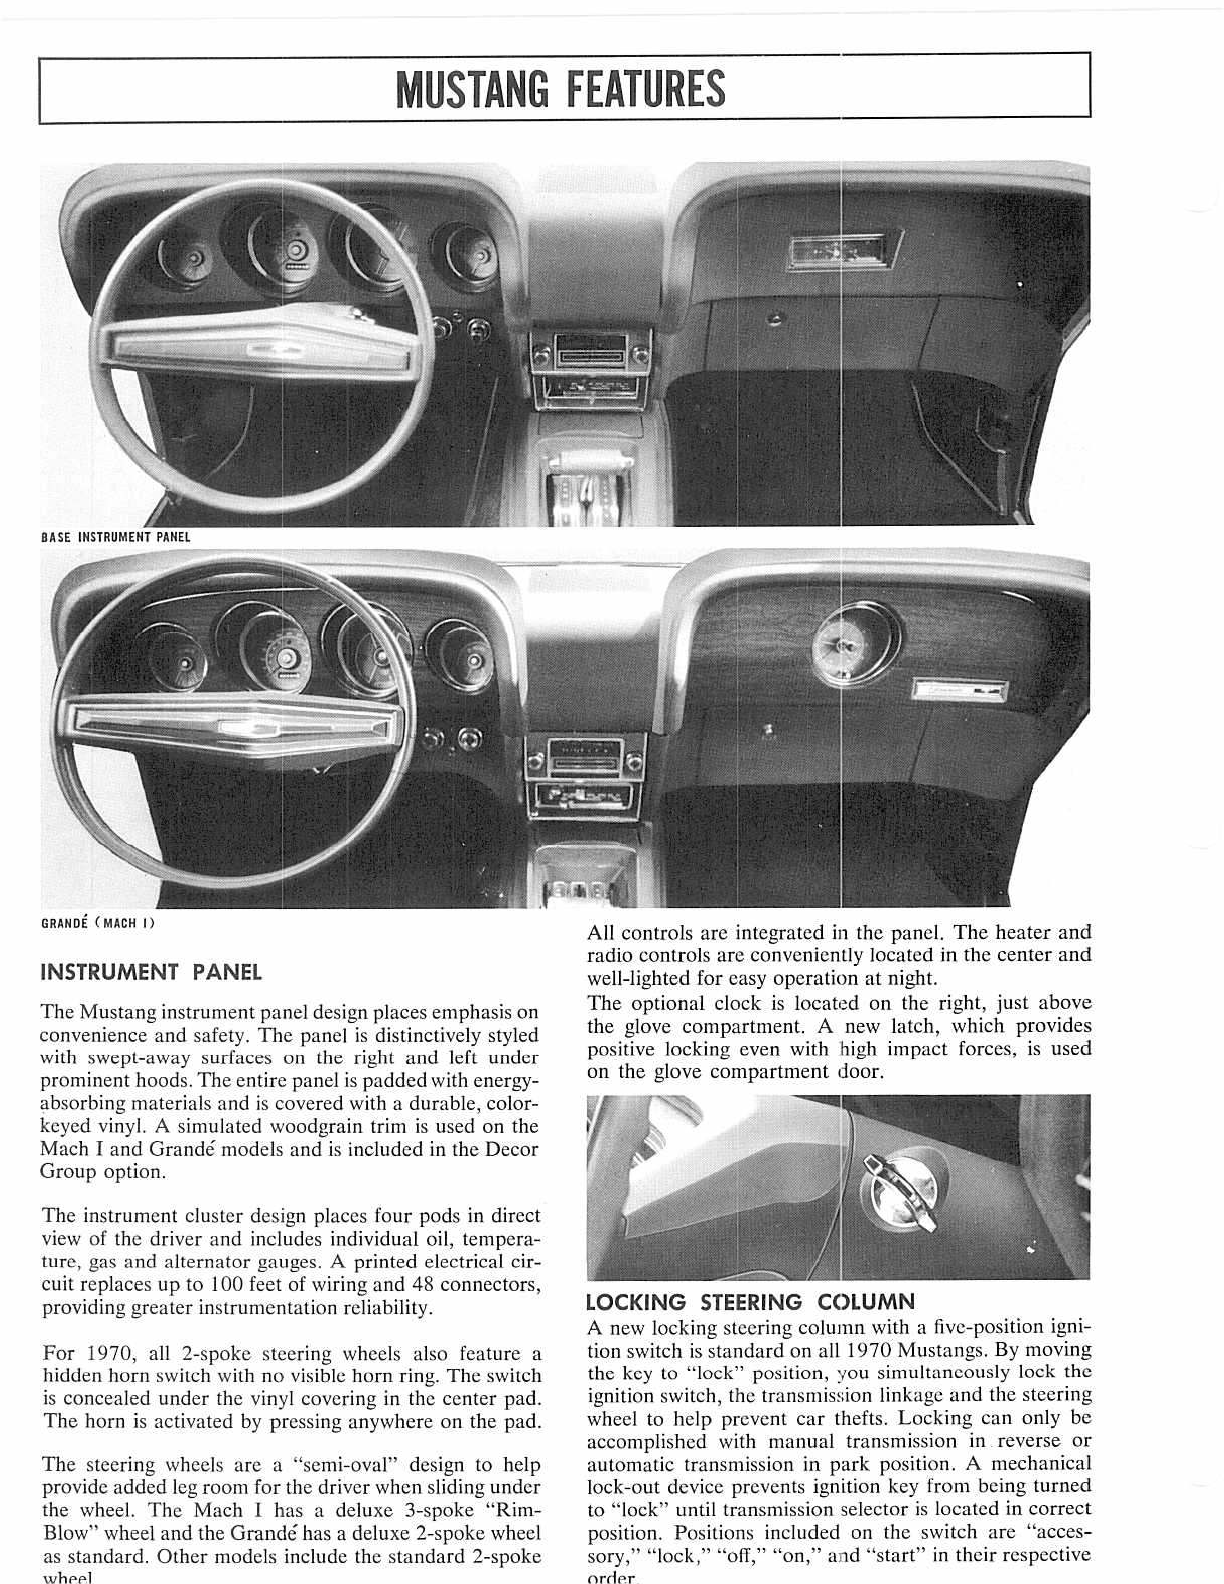 MUSTANG FEATURES
BASE INSTRUMENT PANEL
GRANDÉ (MACH I)
INSTRUMENT PANEL
The Mustang instrument panel design places emphasis on
convenience and safety. The panel is distinctively styled
with swept-away surfaces on the right and left under
prominent hoods. The entire panel is padded with energy-
absorbing materials and is covered with a durable, color-
keyed vinyl. A simulated woodgrain trim is used on the
Mach I and Grandé models and is included in the Decor
Group option.
The instrument cluster design places four pods in direct
view of the driver and includes individual oil, tempera-
ture, gas and alternator gauges. A printed electrical cir-
cuit replaces up to 100 feet of wiring and 48 connectors,
providing greater instrumentation reliability.
For 1970, all 2-spoke steering wheels also feature a
hidden horn switch with no visible horn ring. The switch
is concealed under the vinyl covering in the center pad.
The horn is activated by pressing anywhere on the pad.
The steering wheels are a “semi-oval” design to help
provide added leg room for the driver when sliding under
the wheel. The Mach I has a deluxe 3-spoke “Rim-
Blow” wheel and the Grandé has a deluxe 2-spoke wheel
as standard. Other models include the standard 2-spoke
wheel
All controls are integrated in the panel. The heater and
radio controls are conveniently located in the center and
well-lighted for easy operation at night.
The optional clock is located on the right, just above
the glove compartment. A new latch, which provides
positive locking even with high impact forces, is used
on the glove compartment door.
LOCKING STEERING COLUMN
A new locking steering column with a five-position igni-
tion switch is standard on all 1970 Mustangs. By moving
the key to “lock” position, you simultaneously lock the
ignition switch, the transmission linkage and the steering
wheel to help prevent car thefts. Locking can only be
accomplished with manual transmission in reverse or
automatic transmission in park position. A mechanical
lock-out device prevents ignition key from being turned
to “lock” until transmission selector is located in correct
position. Positions included on the switch are “acces-
sory,” “lock,” “off,” “on,” and “start” in their respective
order.